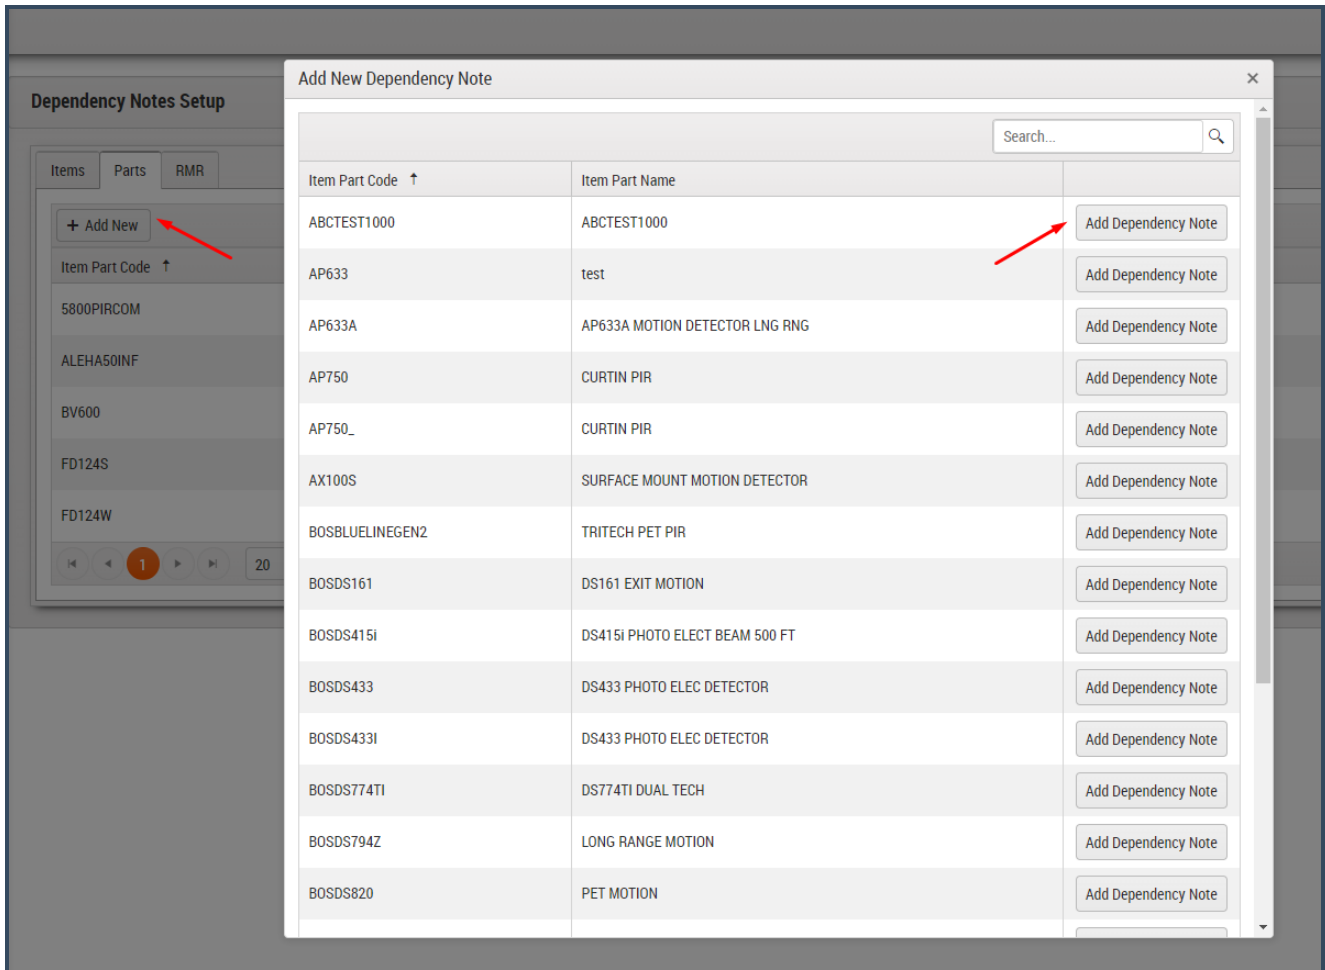 Dependency Notes Setup
Items Parts RMR
+ Add New
Item Part Code ↑
5800PIRCOM
ALEHA50INF
BV600
FD124S
FD124W
1 20
Add New Dependency Note ×
Search...
Item Part Code ↑ Item Part Name
ABCTEST1000 ABCTEST1000 Add Dependency Note
AP633 test Add Dependency Note
AP633A AP633A MOTION DETECTOR LNG RNG Add Dependency Note
AP750 CURTIN PIR Add Dependency Note
AP750_ CURTIN PIR Add Dependency Note
AX100S SURFACE MOUNT MOTION DETECTOR Add Dependency Note
BOSBLUELINEGEN2 TRITECH PET PIR Add Dependency Note
BOSDS161 DS161 EXIT MOTION Add Dependency Note
BOSDS415i DS415i PHOTO ELECT BEAM 500 FT Add Dependency Note
BOSDS433 DS433 PHOTO ELEC DETECTOR Add Dependency Note
BOSDS433I DS433 PHOTO ELEC DETECTOR Add Dependency Note
BOSDS774TI DS774TI DUAL TECH Add Dependency Note
BOSDS794Z LONG RANGE MOTION Add Dependency Note
BOSDS820 PET MOTION Add Dependency Note